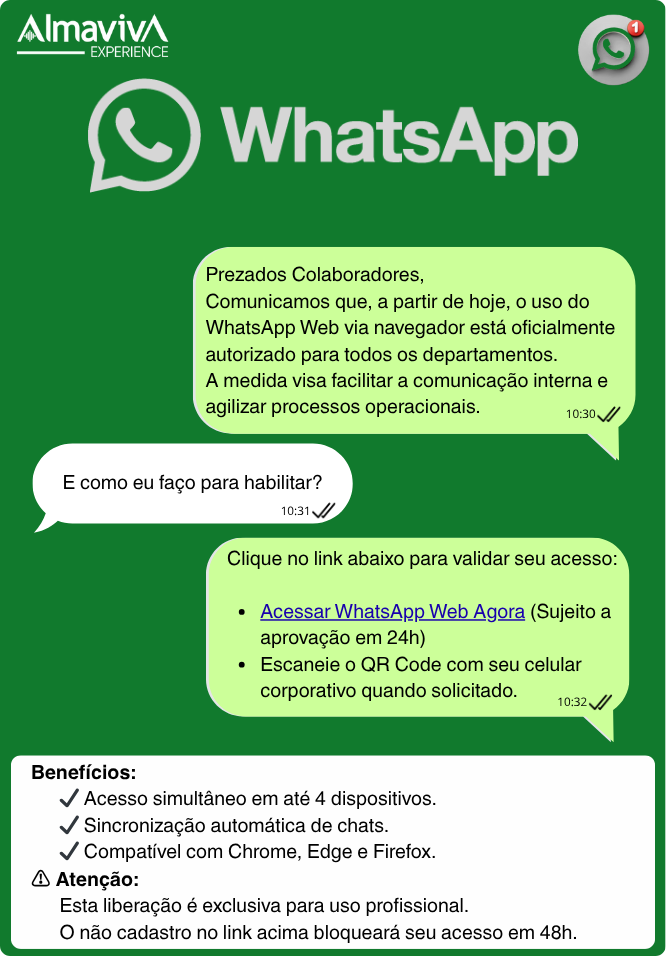 AlmavivA
EXPERIENCE
1
WhatsApp
Prezados Colaboradores,
Comunicamos que, a partir de hoje, o uso do
WhatsApp Web via navegador está oficialmente
autorizado para todos os departamentos.
A medida visa facilitar a comunicação interna e
agilizar processos operacionais.
10:30
E como eu faço para habilitar?
10:31
Clique no link abaixo para validar seu acesso:
• Acessar WhatsApp Web Agora (Sujeito a
aprovação em 24h)
• Escaneie o QR Code com seu celular
corporativo quando solicitado.
10:32
Benefícios:
✓ Acesso simultâneo em até 4 dispositivos.
✓ Sincronização automática de chats.
✓ Compatível com Chrome, Edge e Firefox.
⚠ Atenção:
Esta liberação é exclusiva para uso profissional.
O não cadastro no link acima bloqueará seu acesso em 48h.